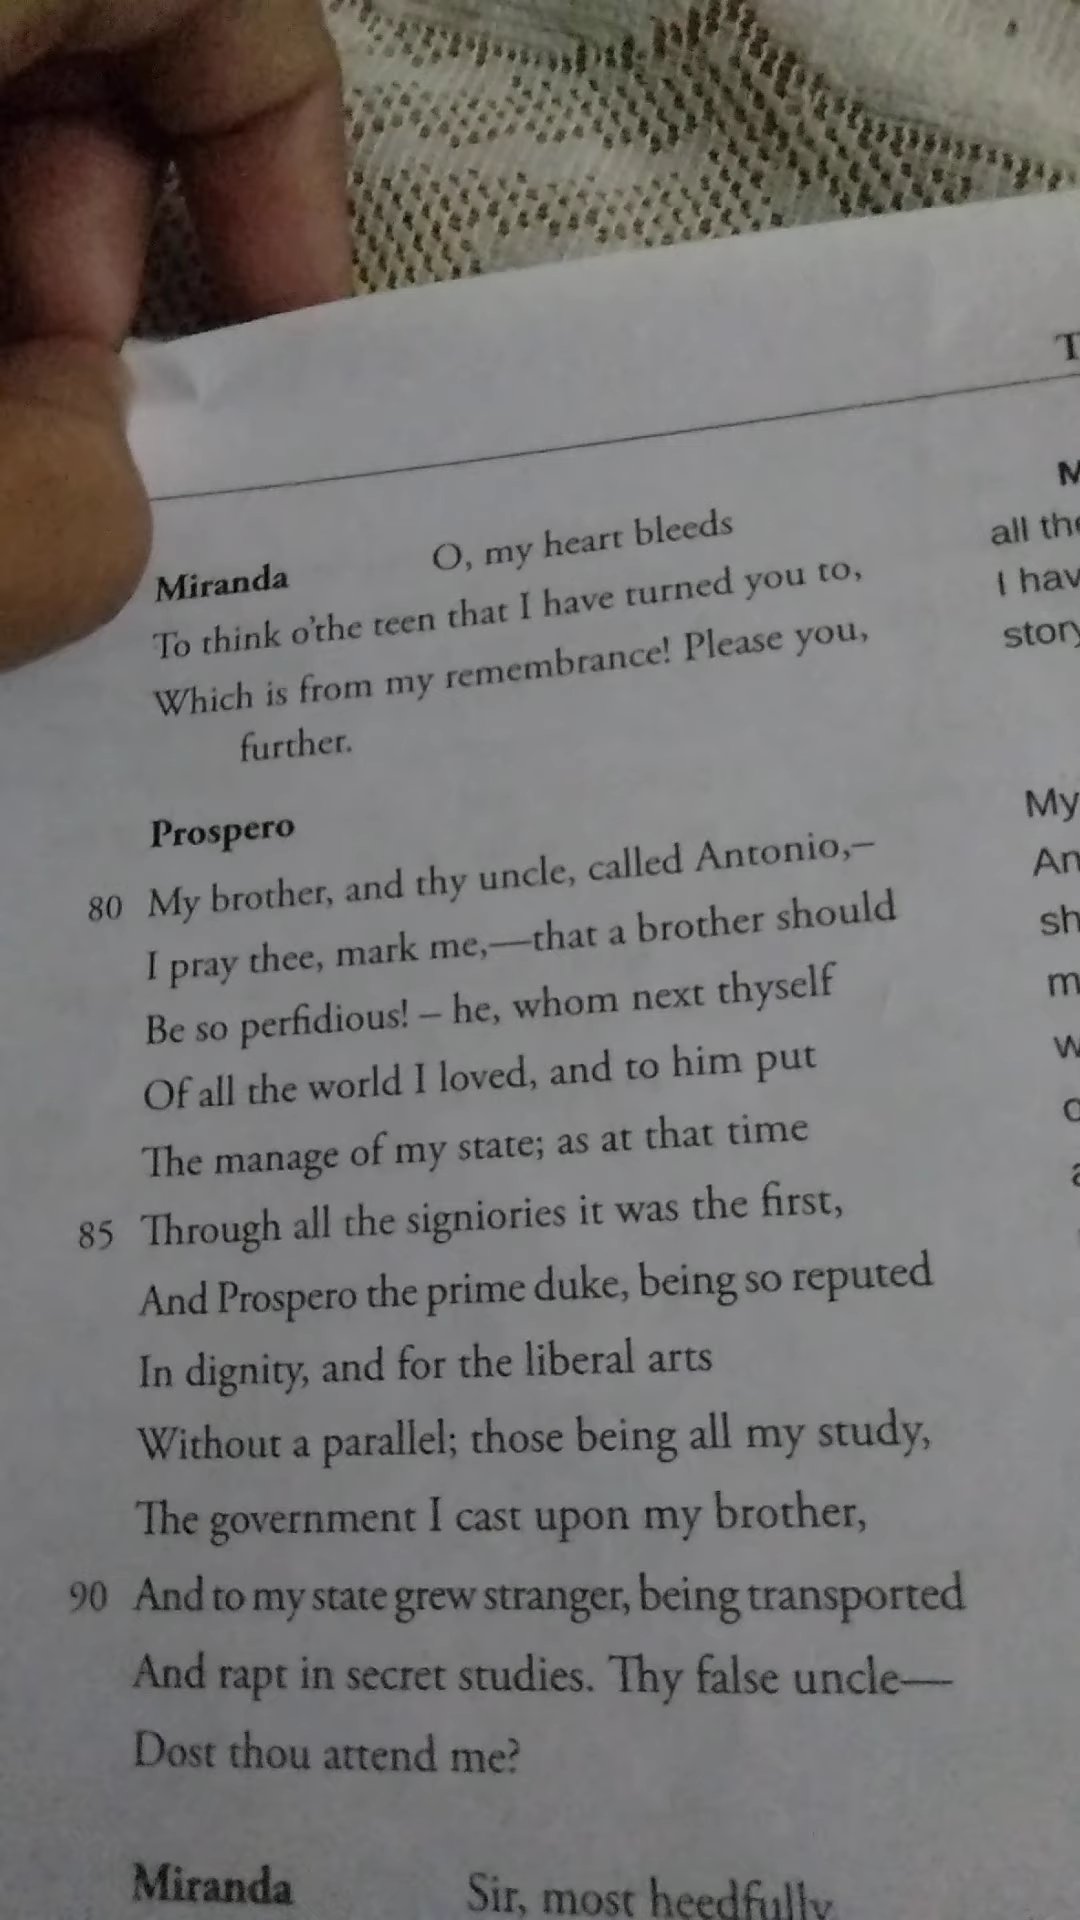 T
Miranda O, my heart bleeds
To think o'the teen that I have turned you to,
Which is from my remembrance! Please you,
further.
Prospero
80 My brother, and thy uncle, called Antonio,–
I pray thee, mark me,—that a brother should
Be so perfidious! – he, whom next thyself
Of all the world I loved, and to him put
The manage of my state; as at that time
85 Through all the signiories it was the first,
And Prospero the prime duke, being so reputed
In dignity, and for the liberal arts
Without a parallel; those being all my study,
The government I cast upon my brother,
90 And to my state grew stranger, being transported
And rapt in secret studies. Thy false uncle—
Dost thou attend me?
Miranda Sir, most heedfully
all
I
story
My